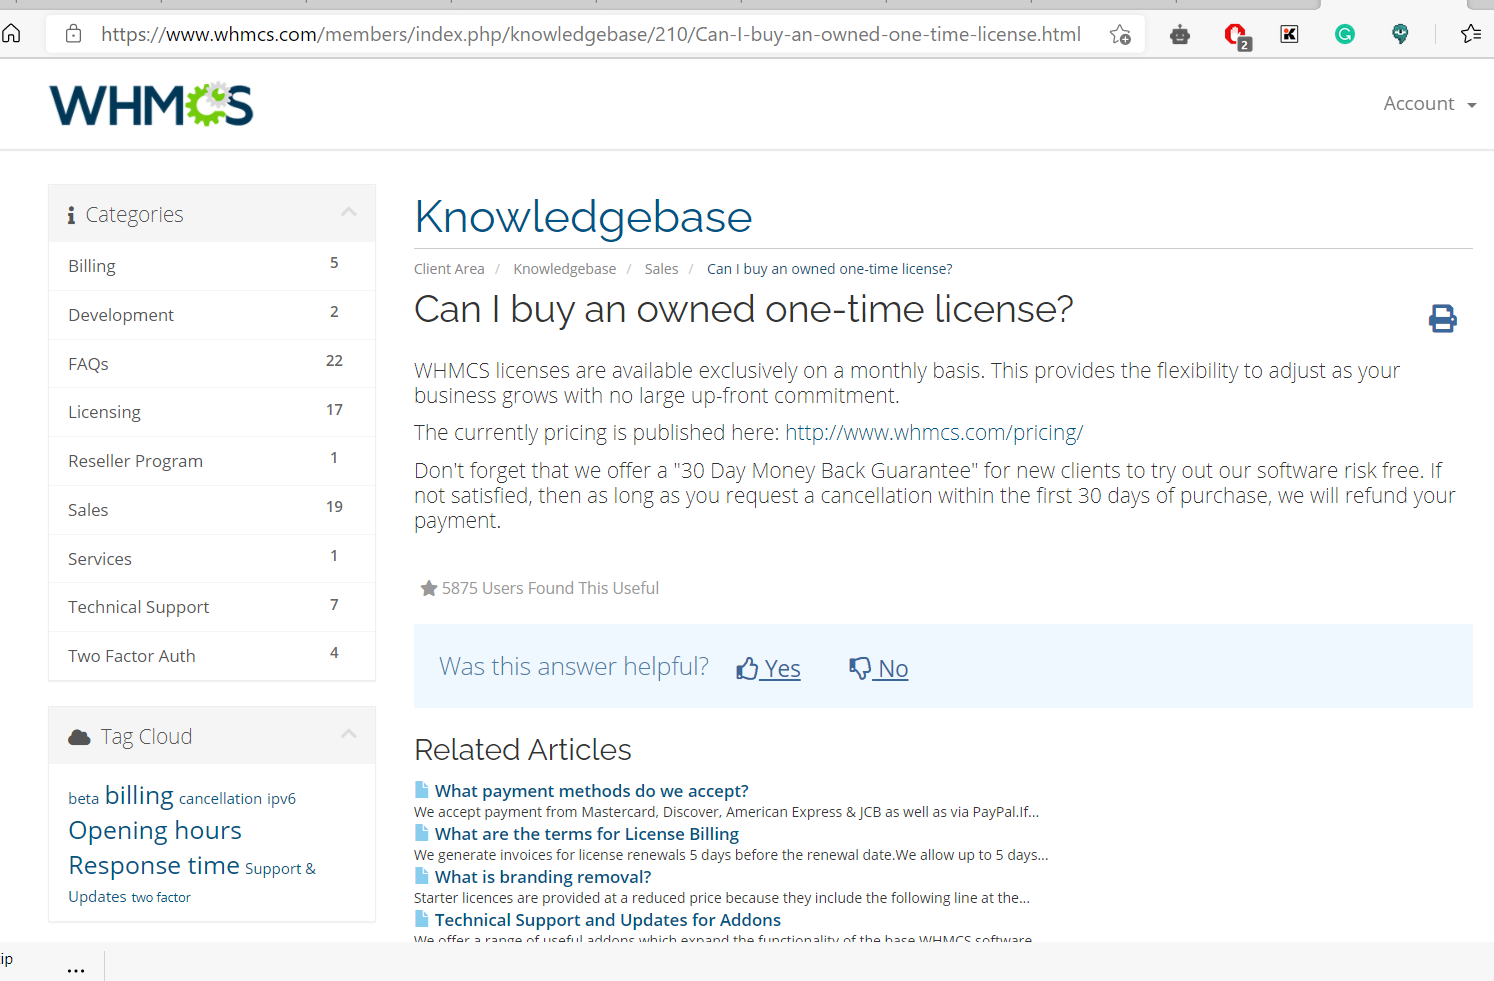 https://www.whmcs.com/members/index.php/knowledgebase/210/Can-I-buy-an-owned-one-time-license.html
2
WHMCS
Account
Categories
Billing 5
Development 2
FAQs 22
Licensing 17
Reseller Program 1
Sales 19
Services 1
Technical Support 7
Two Factor Auth 4
Tag Cloud
beta billing cancellation ipv6
Opening hours
Response time Support &
Updates two factor
Knowledgebase
Client Area / Knowledgebase / Sales / Can I buy an owned one-time license?
Can I buy an owned one-time license?
WHMCS licenses are available exclusively on a monthly basis. This provides the flexibility to adjust as your
business grows with no large up-front commitment.
The currently pricing is published here: http://www.whmcs.com/pricing/
Don't forget that we offer a "30 Day Money Back Guarantee" for new clients to try out our software risk free. If
not satisfied, then as long as you request a cancellation within the first 30 days of purchase, we will refund your
payment.
5875 Users Found This Useful
Was this answer helpful? Yes No
Related Articles
What payment methods do we accept?
We accept payment from Mastercard, Discover, American Express & JCB as well as via PayPal.If...
What are the terms for License Billing
We generate invoices for license renewals 5 days before the renewal date.We allow up to 5 days...
What is branding removal?
Starter licences are provided at a reduced price because they include the following line at the...
Technical Support and Updates for Addons
We offer a range of useful addons which expand the functionality of the base WHMCS software
ip
...